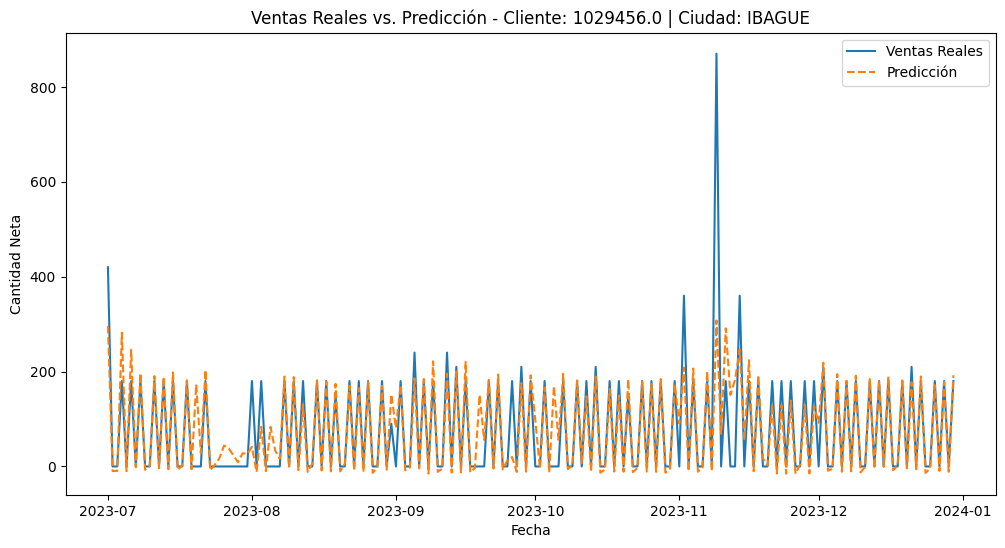 Ventas Reales vs. Predicción - Cliente: 1029456.0 | Ciudad: IBAGUE
Ventas Reales
Predicción
Cantidad Neta
800
600
400
200
0
2023-07
2023-08
2023-09
2023-10
2023-11
2023-12
2024-01
Fecha